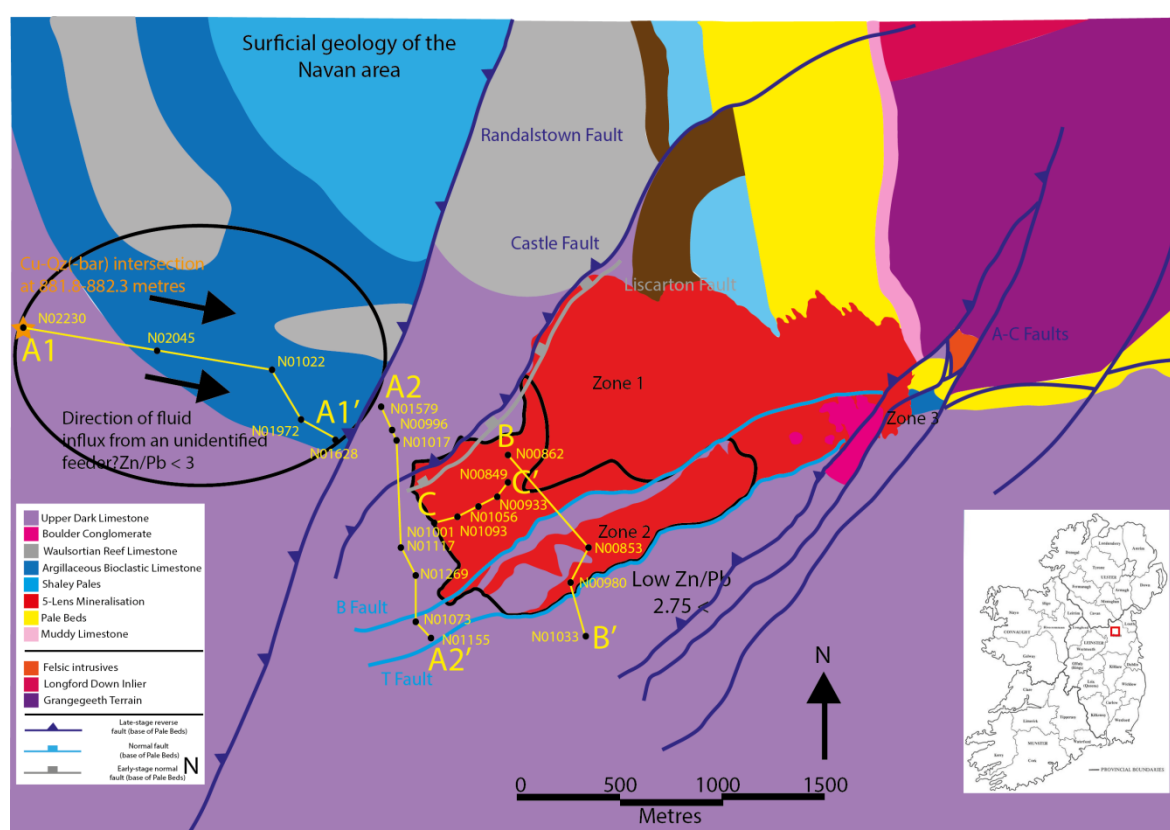 Surficial geology of the
Navan area
Randalstown Fault
Castle Fault
Liscarton Fault
A-C Faults
Cu-Qz(-bar) intersection
at 881.8-882.3 metres
N02230
A1
N02045
N01022
A1'
N01972
N01628
Direction of fluid
influx from an unidentified
feeder?Zn/Pb < 3
A2
N01579
N00996
N01017
Zone 1
Zone 3
B
N00862
N00849
C'
N00933
C
N01056
N01093
N01001
N01117
Zone 2
N00853
N01269
N00980
Low Zn/Pb
2.75 <
B Fault
N01073
N01155
A2'
T Fault
N01033
B'
Upper Dark Limestone
Boulder Conglomerate
Waulsortian Reef Limestone
Argillaceous Bioclastic Limestone
Shaley Pales
5-Lens Mineralisation
Pale Beds
Muddy Limestone
Felsic intrusives
Longford Down Inlier
Grangegeeth Terrain
Late-stage reverse
fault (base of Pale Beds)
Normal fault
(base of Pale Beds)
Early-stage normal
fault (base of Pale Beds)
N
N
0 500 1000 1500
Metres
CONNAUGHT
LEINSTER
MUNSTER
PROVINCIAL BOUNDARIES